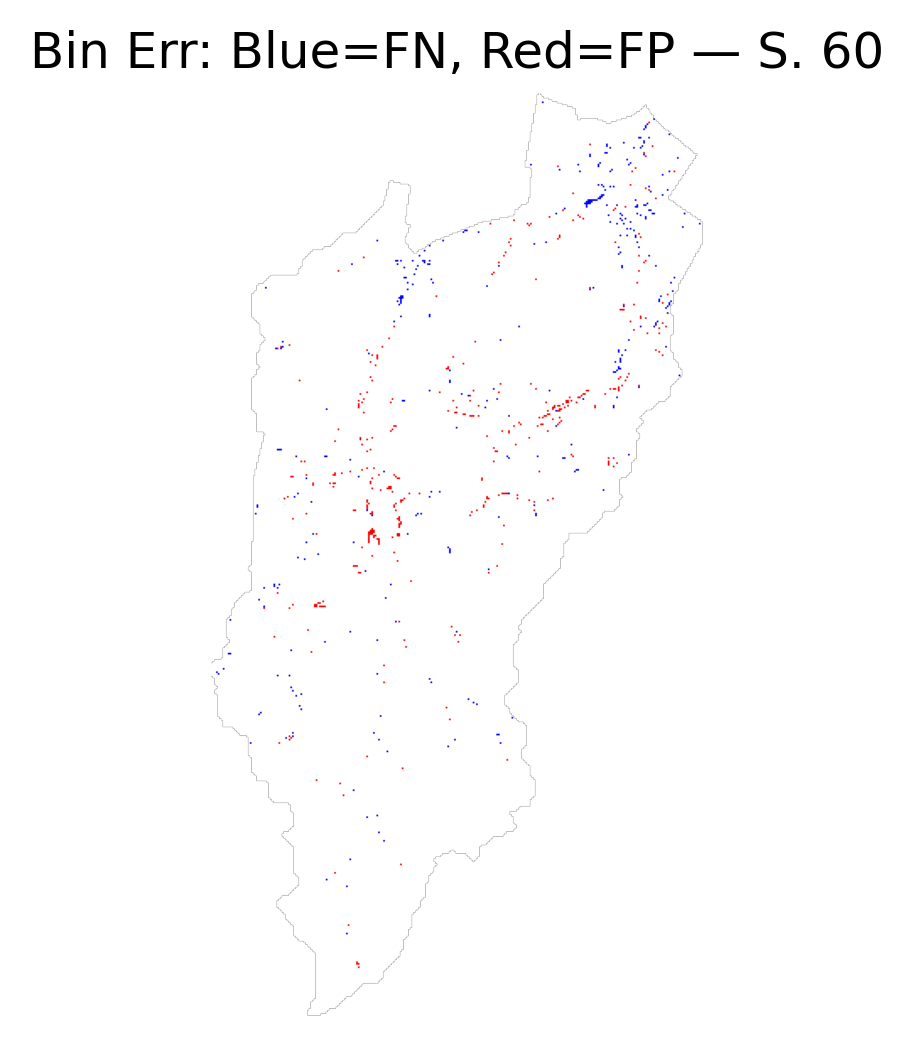 Bin Err: Blue=FN, Red=FP — S. 60